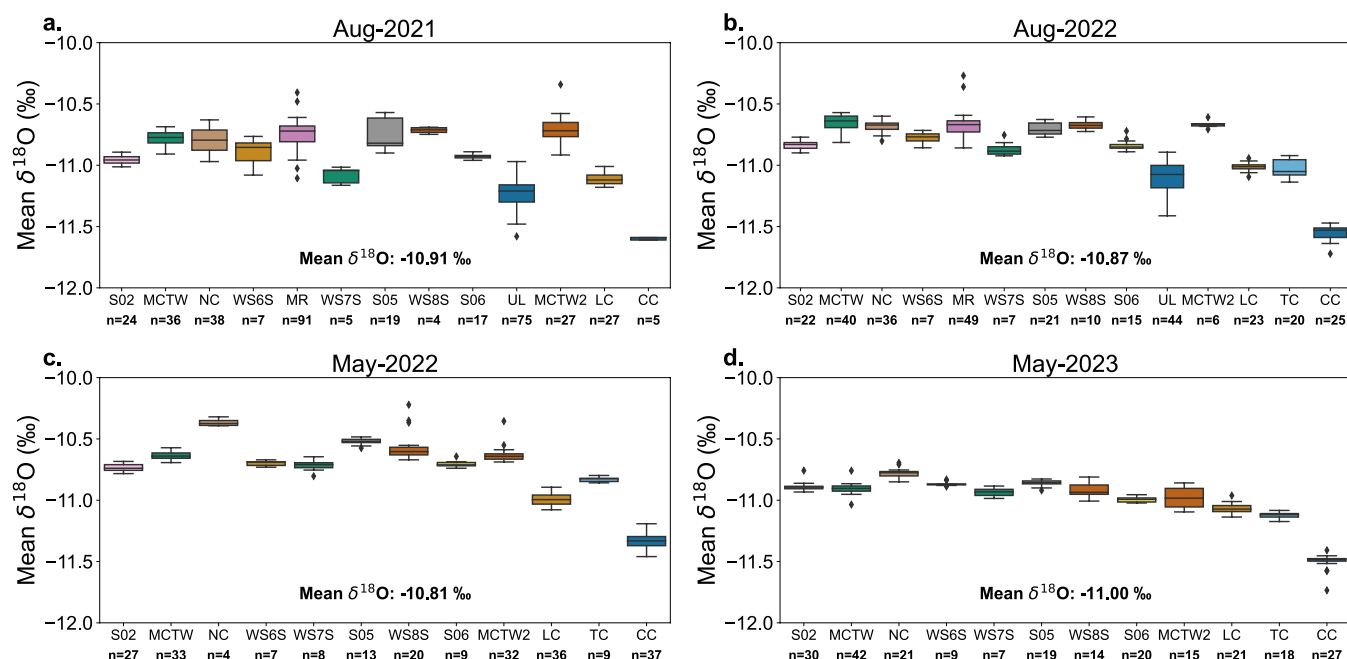 a.
Aug-2021
Mean δ¹⁸O (‰)
−10.0
−10.5
−11.0
−11.5
−12.0
Mean δ¹⁸O: -10.91 ‰
S02 MCTW NC WS6S MR WS7S S05 WS8S S06 UL MCTW2 LC CC
n=24 n=36 n=38 n=7 n=91 n=5 n=19 n=4 n=17 n=75 n=27 n=27 n=5
b.
Aug-2022
Mean δ¹⁸O (‰)
−10.0
−10.5
−11.0
−11.5
−12.0
Mean δ¹⁸O: -10.87 ‰
S02 MCTW NC WS6S MR WS7S S05 WS8S S06 UL MCTW2 LC TC CC
n=22 n=40 n=36 n=7 n=49 n=7 n=21 n=10 n=15 n=44 n=6 n=23 n=20 n=25
c.
May-2022
Mean δ¹⁸O (‰)
−10.0
−10.5
−11.0
−11.5
−12.0
Mean δ¹⁸O: -10.81 ‰
S02 MCTW NC WS6S WS7S S05 WS8S S06 MCTW2 LC TC CC
n=27 n=33 n=4 n=7 n=8 n=13 n=20 n=9 n=32 n=36 n=9 n=37
d.
May-2023
Mean δ¹⁸O (‰)
−10.0
−10.5
−11.0
−11.5
−12.0
Mean δ¹⁸O: -11.00 ‰
S02 MCTW NC WS6S WS7S S05 WS8S S06 MCTW2 LC TC CC
n=30 n=42 n=21 n=9 n=7 n=19 n=14 n=20 n=15 n=21 n=18 n=27